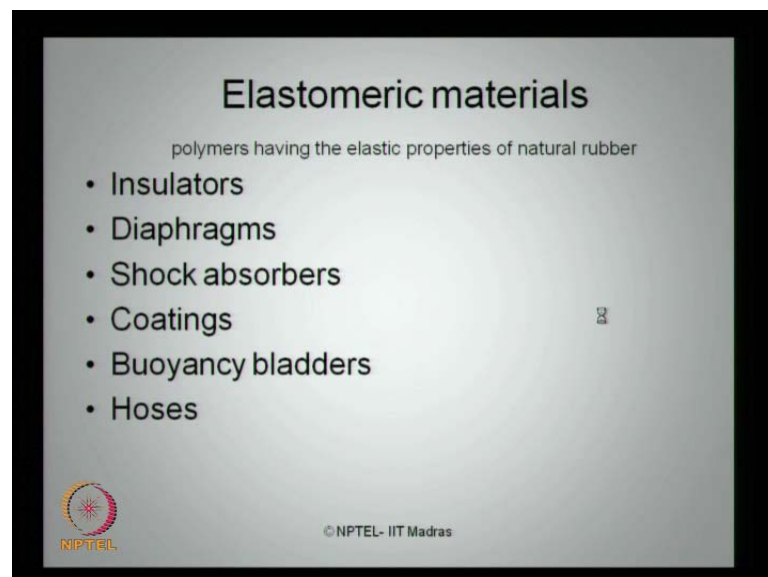 Elastomeric materials
polymers having the elastic properties of natural rubber
• Insulators
• Diaphragms
• Shock absorbers
• Coatings
• Buoyancy bladders
• Hoses
NPTEL
© NPTEL- IIT Madras